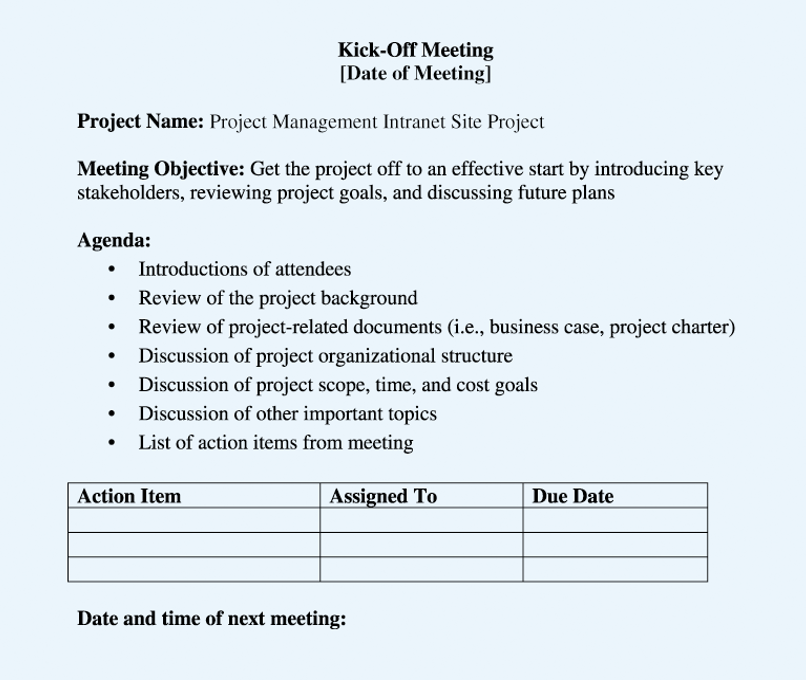 Kick-Off Meeting
[Date of Meeting]
Project Name: Project Management Intranet Site Project
Meeting Objective: Get the project off to an effective start by introducing key
stakeholders, reviewing project goals, and discussing future plans
Agenda:
• Introductions of attendees
• Review of the project background
• Review of project-related documents (i.e., business case, project charter)
• Discussion of project organizational structure
• Discussion of project scope, time, and cost goals
• Discussion of other important topics
• List of action items from meeting
Action Item Assigned To Due Date
Date and time of next meeting: